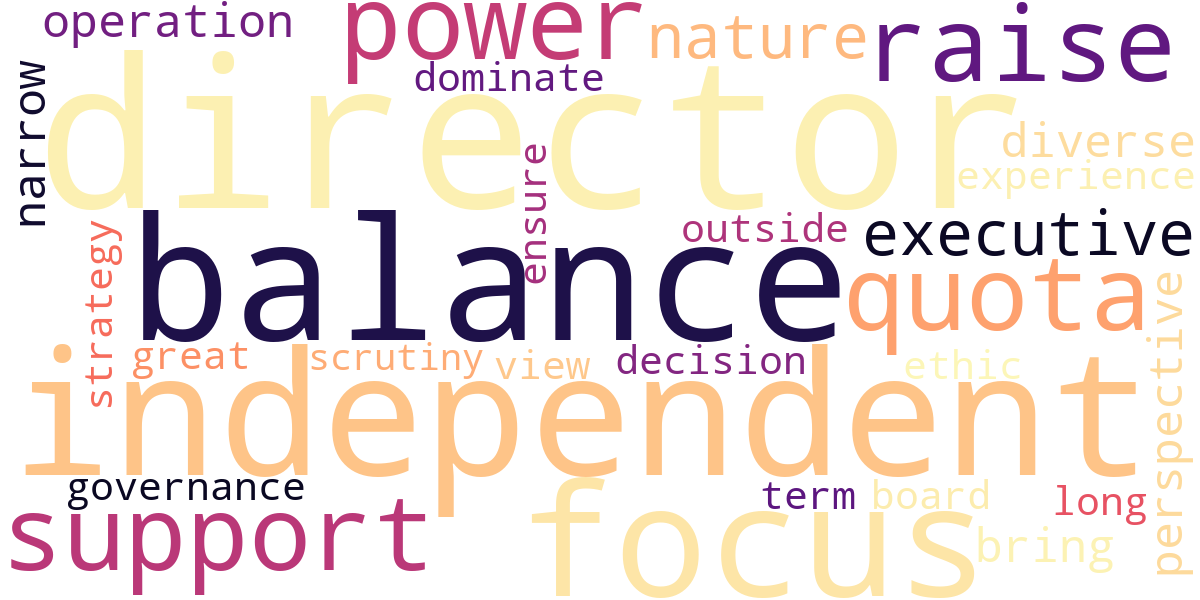 operation
power
nature
raise
dominate
narrow
director
diverse
experience
ensure
balance
outside
executive
strategy
quota
perspective
great
scrutiny
view
decision
ethic
independent
governance
support
focus
term
board
long
bring